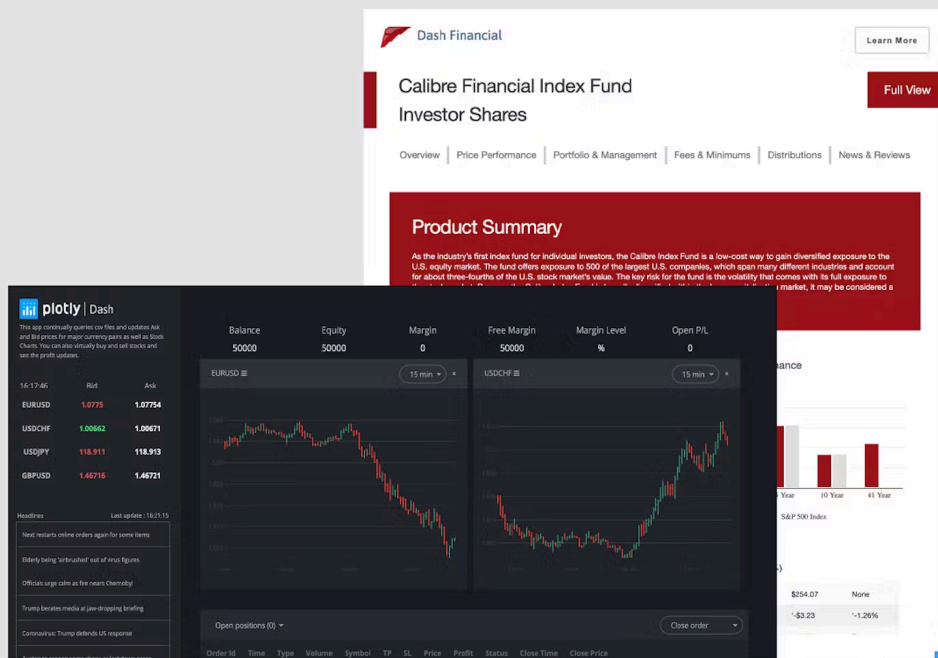 Dash Financial
Learn More
Calibre Financial Index Fund
Investor Shares
Full View
Overview Price Performance Portfolio & Management Fees & Minimums Distributions News & Reviews
Product Summary
As the industry's first index fund for individual investors, the Calibre Index Fund is a low-cost way to gain diversified exposure to the
U.S. equity market. The fund offers exposure to 500 of the largest U.S. companies, which span many different industries and account
for about three-fourths of the U.S. stock market's value. The key risk for the fund is the volatility that comes with its full exposure to
market, it may be considered a
plotly | Dash
This app continually queries csv files and updates Ask
and Bid prices for major currency pairs as well as Stock
Charts. You can also virtually buy and sell stocks and
see the profit updates.
16:17:46 Bid Ask
EURUSD 1.0775 1.07754
USDCHF 1.00662 1.00671
USDJPY 118.911 118.913
GBPUSD 1.46716 1.46721
Headlines Last update : 16:21:15
Next restarts online orders again for some items
Elderly being 'airbrushed' out of virus figures
Officials urge calm as fire nears Chernobyl
Trump berates media at jaw-dropping briefing
Coronavirus: Trump defends US response
Balance Equity Margin Free Margin Margin Level Open P/L
50000 50000 0 50000 % 0
EURUSD 15 min ×
USDCHF 15 min ×
Open positions (0) Close order
Order Id Time Type Volume Symbol TP SL Price Profit Status Close Time Close Price
Year 10 Year 41 Year
S&P 500 Index
$254.07 None
'-$3.23 '-1.26%